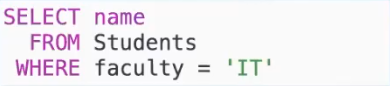 SELECT name
FROM Students
WHERE faculty = 'IT'